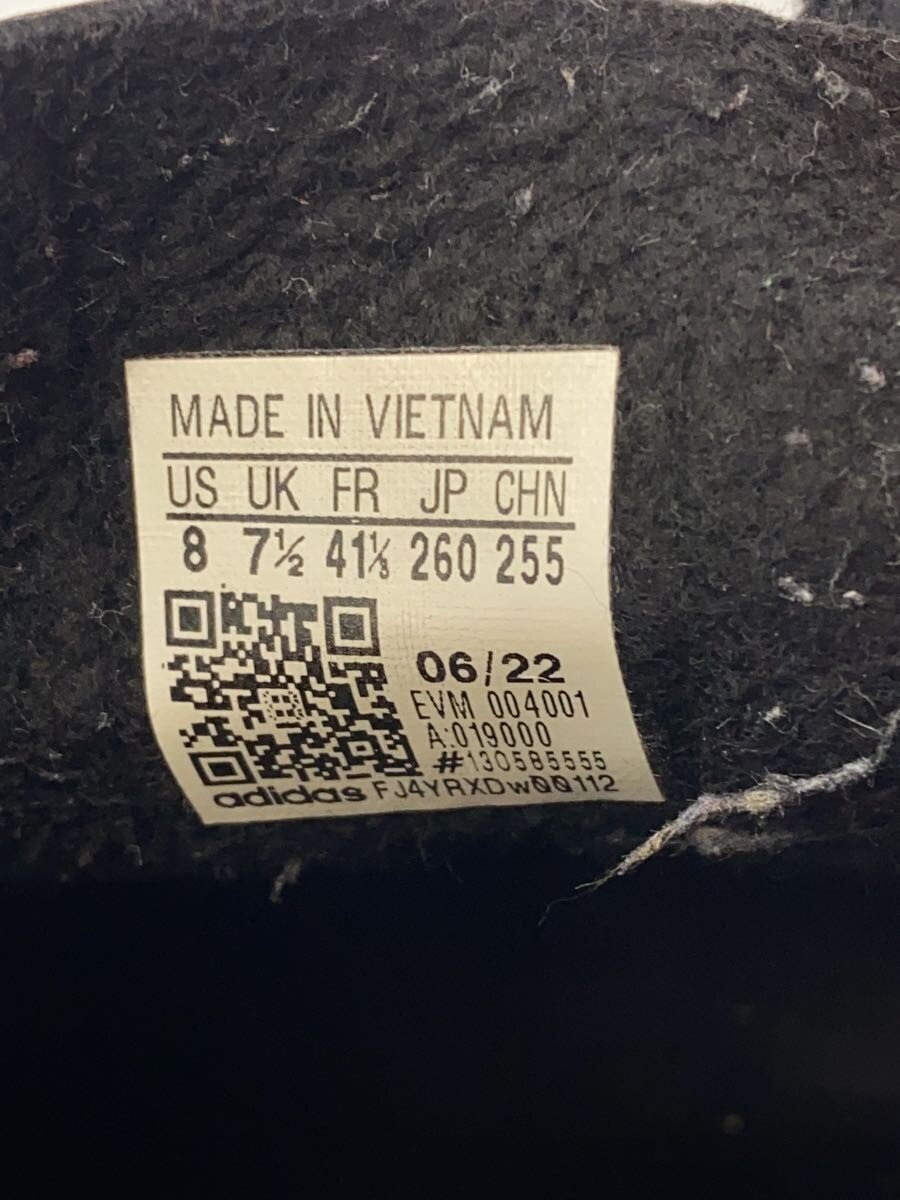 MADE IN VIETNAM
US UK FR JP CHN
8 7½ 41⅓ 260 255
06/22
EVM 004001
A:019000
#130585555
adidas FJ4YRXDwQQ112